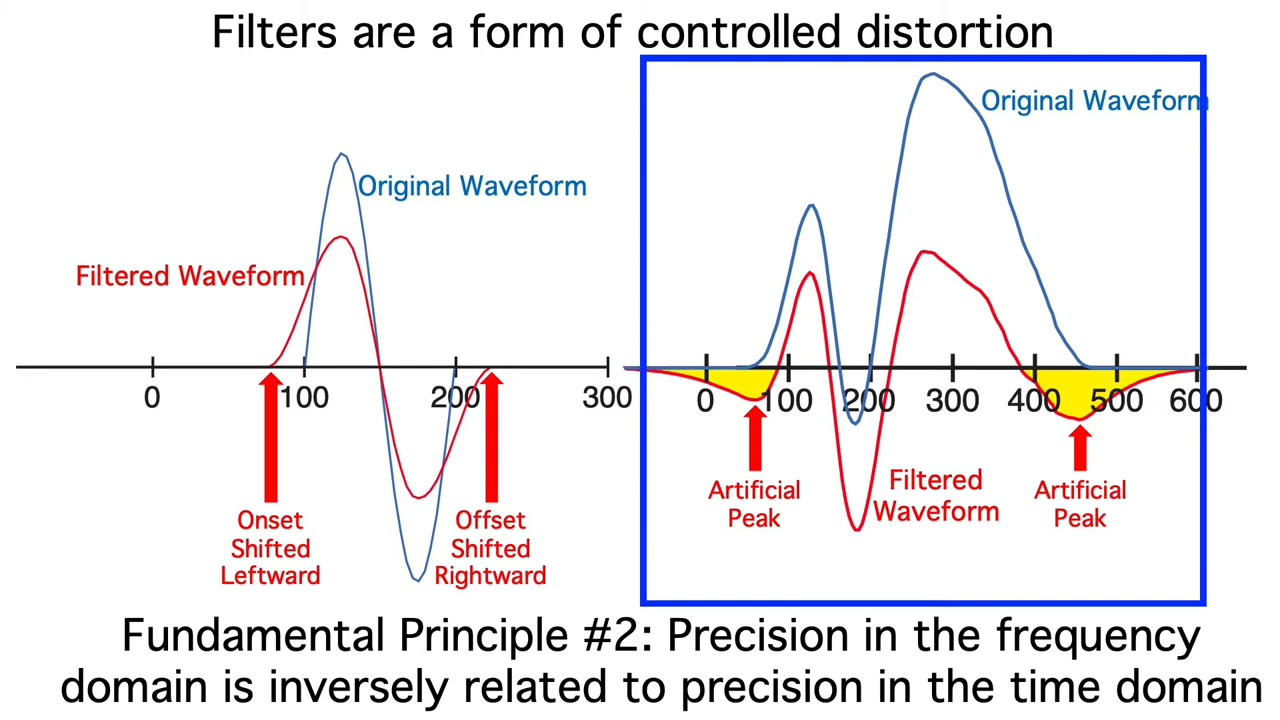 Filters are a form of controlled distortion
Original Waveform
Filtered Waveform
0
100
200
300
Onset
Shifted
Leftward
Offset
Shifted
Rightward
Original Waveform
0
100
200
300
400
500
600
Artificial
Peak
Filtered
Waveform
Artificial
Peak
Fundamental Principle #2: Precision in the frequency
domain is inversely related to precision in the time domain